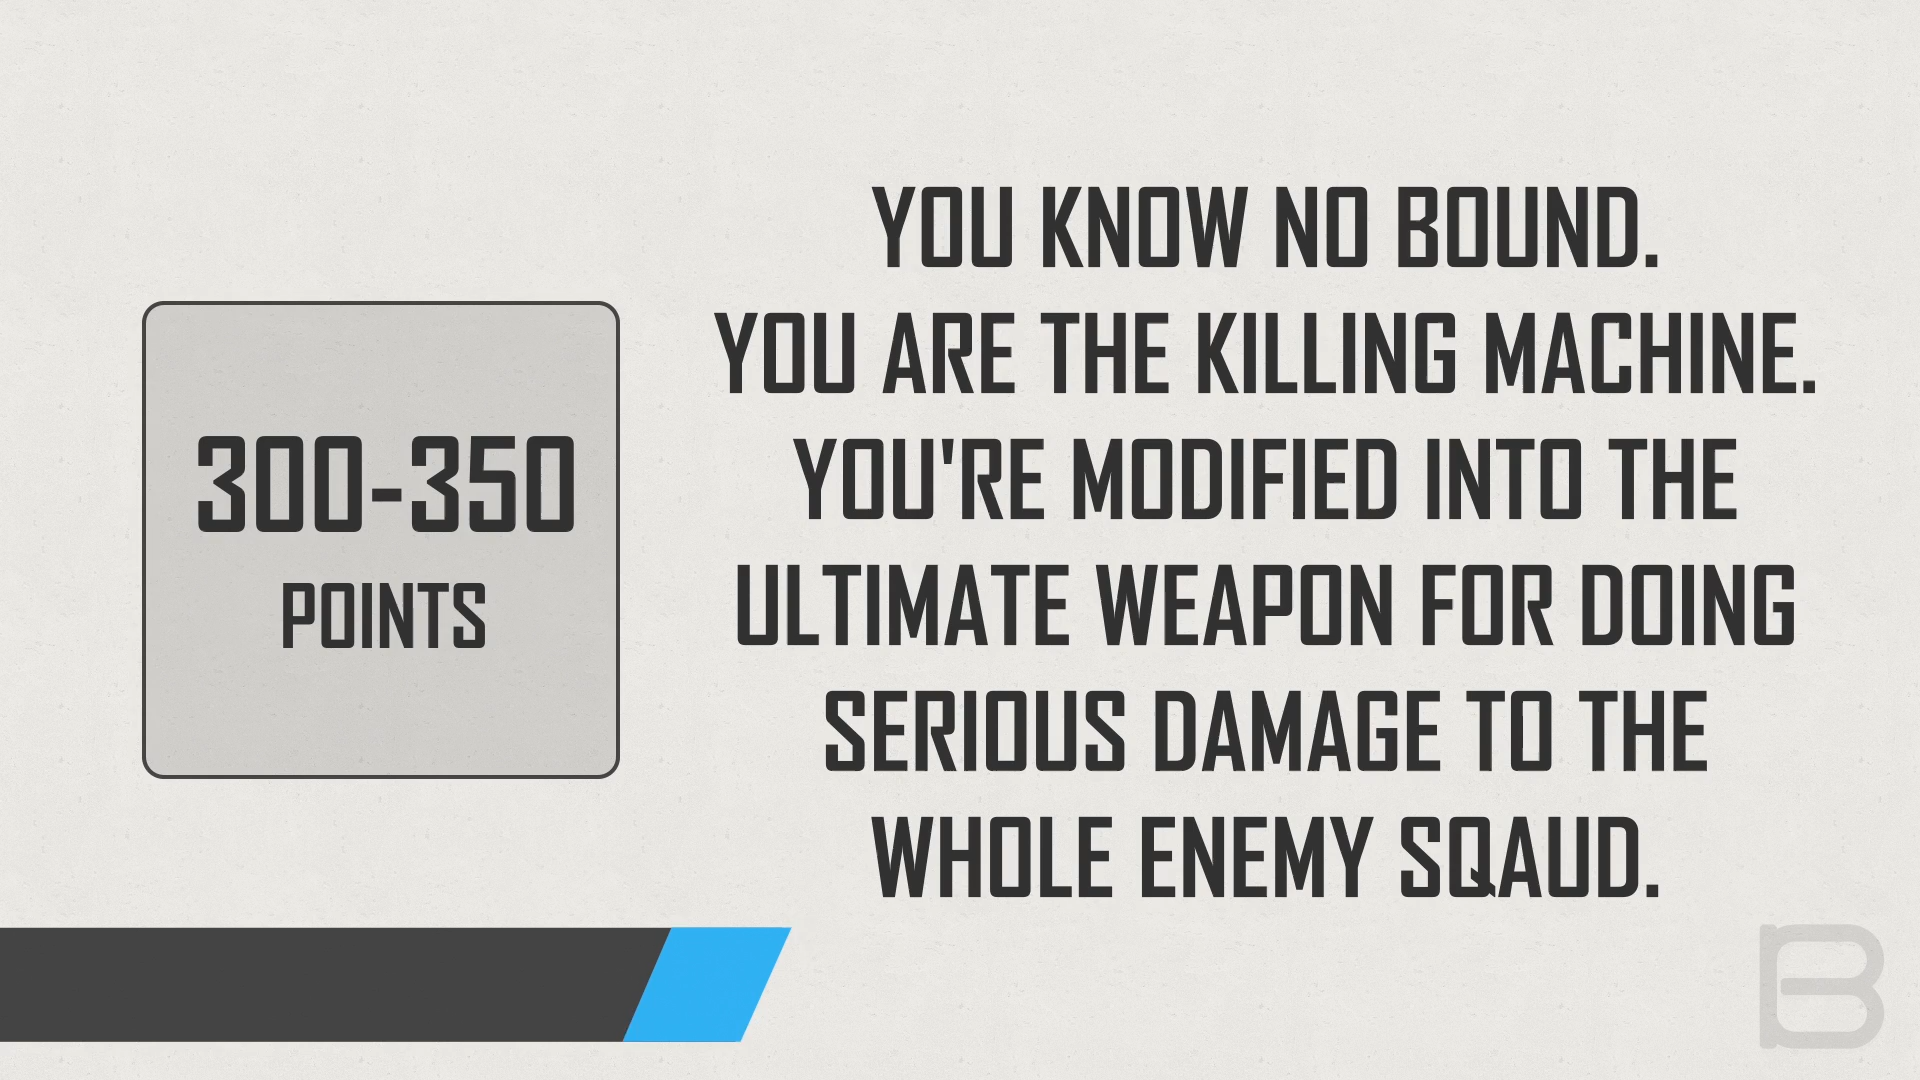 300-350
POINTS
YOU KNOW NO BOUND.
YOU ARE THE KILLING MACHINE.
YOU'RE MODIFIED INTO THE
ULTIMATE WEAPON FOR DOING
SERIOUS DAMAGE TO THE
WHOLE ENEMY SQAUD.
B